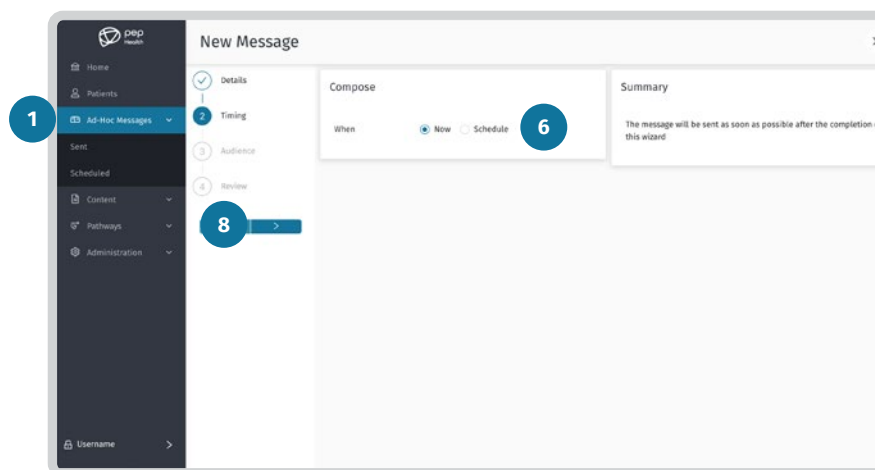 pep
Health
Home
Patients
1
Ad-Hoc Messages
Sent
Scheduled
Content
Pathways
Administration
Username
New Message
Details
2
Timing
3
Audience
4
Review
8
Compose
When
Now
Schedule
6
Summary
The message will be sent as soon as possible after the completion
this wizard